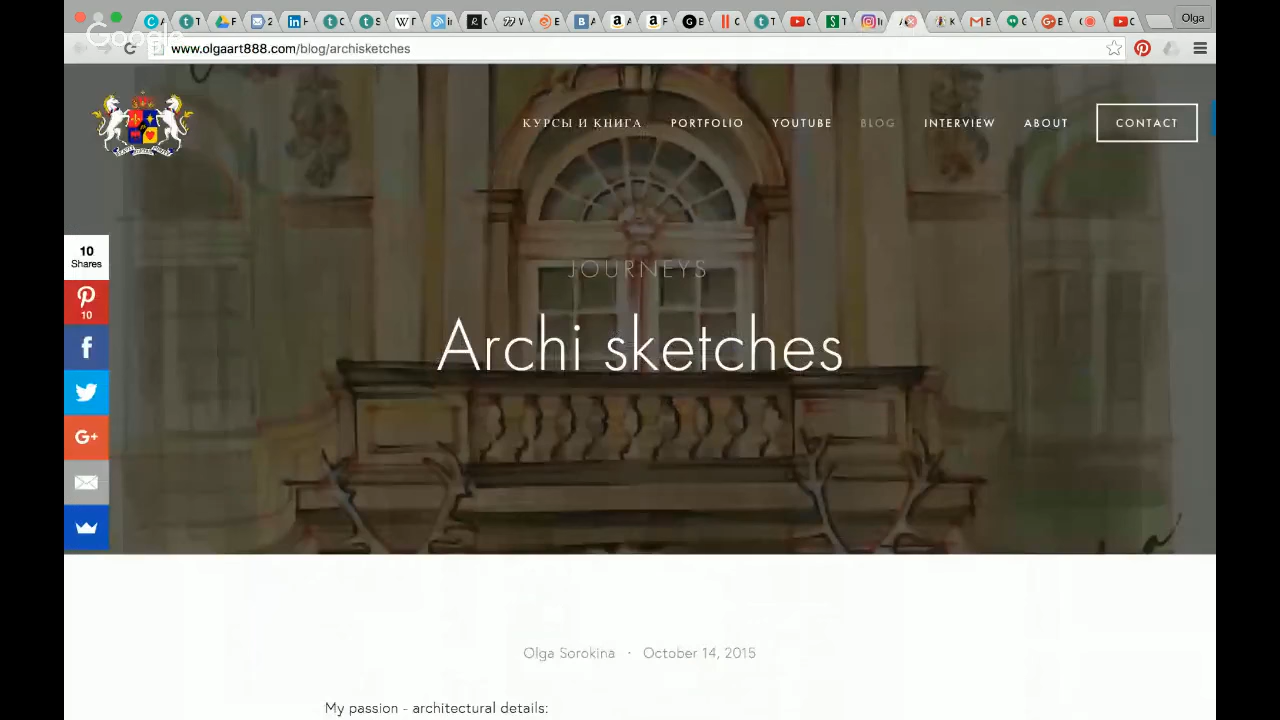 Olga
Google
www.olgaart888.com/blog/archisketches
КУРСЫ И КНИГА PORTFOLIO YOUTUBE BLOG INTERVIEW ABOUT CONTACT
10
Shares
10
JOURNEYS
Archi sketches
Olga Sorokina · October 14, 2015
My passion - architectural details: